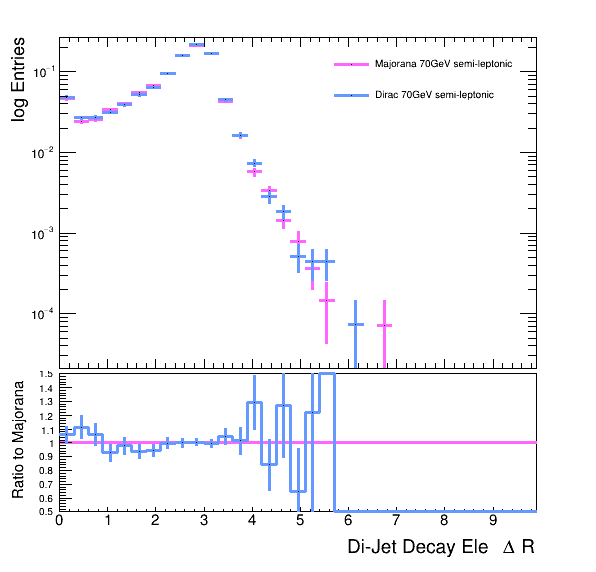 log Entries
10⁻¹
10⁻²
10⁻³
10⁻⁴
Majorana 70GeV semi-leptonic
Dirac 70GeV semi-leptonic
Ratio to Majorana
1.5
1.4
1.3
1.2
1.1
1
0.9
0.8
0.7
0.6
0.5
0 1 2 3 4 5 6 7 8 9
Di-Jet Decay Ele Δ R